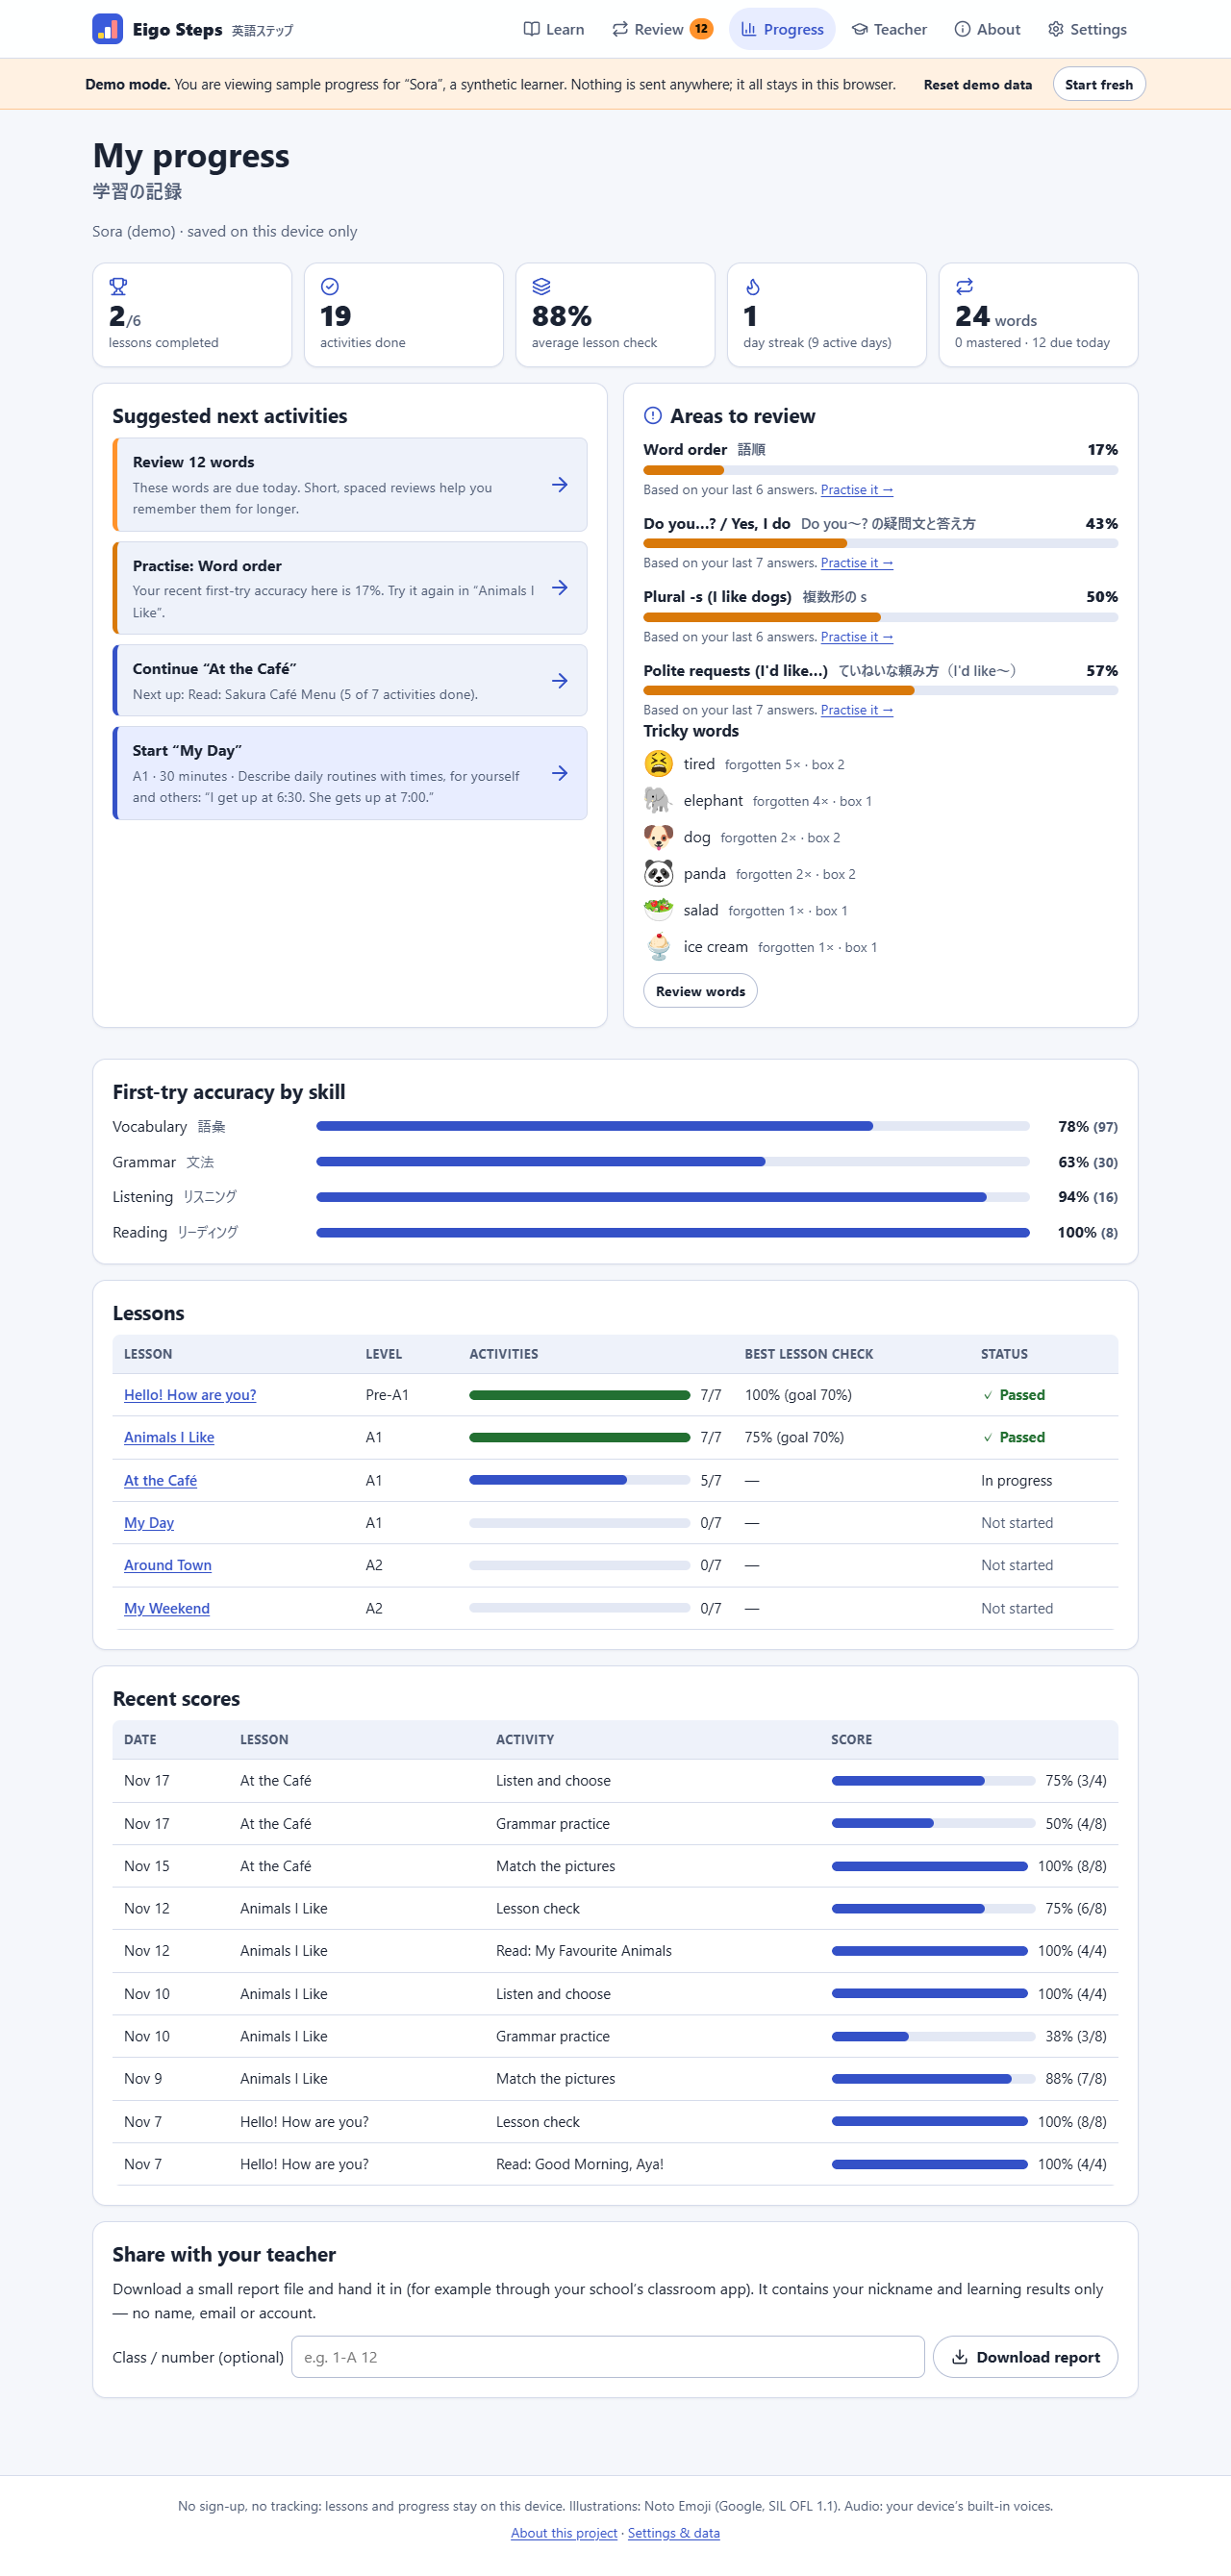 Eigo Steps 英語ステップ
Learn
Review 12
Progress
Teacher
About
Settings
Demo mode. You are viewing sample progress for “Sora”, a synthetic learner. Nothing is sent anywhere; it all stays in this browser.
Reset demo data
Start fresh
My progress
学習の記録
Sora (demo) · saved on this device only
2/6
lessons completed
19
activities done
88%
average lesson check
1
day streak (9 active days)
24 words
0 mastered · 12 due today
Suggested next activities
Review 12 words
These words are due today. Short, spaced reviews help you
remember them for longer.
Practise: Word order
Your recent first-try accuracy here is 17%. Try it again in “Animals I
Like”.
Continue “At the Café”
Next up: Read: Sakura Café Menu (5 of 7 activities done).
Start “My Day”
A1 · 30 minutes · Describe daily routines with times, for yourself
and others: “I get up at 6:30. She gets up at 7:00.”
Areas to review
Word order 語順 17%
Based on your last 6 answers. Practise it →
Do you…? / Yes, I do Do you〜? の疑問文と答え方 43%
Based on your last 7 answers. Practise it →
Plural -s (I like dogs) 複数形の s 50%
Based on your last 6 answers. Practise it →
Polite requests (I'd like…) ていねいな頼み方（I'd like〜） 57%
Based on your last 7 answers. Practise it →
Tricky words
tired forgotten 5× · box 2
elephant forgotten 4× · box 1
dog forgotten 2× · box 2
panda forgotten 2× · box 2
salad forgotten 1× · box 1
ice cream forgotten 1× · box 1
Review words
First-try accuracy by skill
Vocabulary 語彙 78% (97)
Grammar 文法 63% (30)
Listening リスニング 94% (16)
Reading リーディング 100% (8)
Lessons
LESSON LEVEL ACTIVITIES BEST LESSON CHECK STATUS
Hello! How are you? Pre-A1 7/7 100% (goal 70%) ✓ Passed
Animals I Like A1 7/7 75% (goal 70%) ✓ Passed
At the Café A1 5/7 — In progress
My Day A1 0/7 — Not started
Around Town A2 0/7 — Not started
My Weekend A2 0/7 — Not started
Recent scores
DATE LESSON ACTIVITY SCORE
Nov 17 At the Café Listen and choose 75% (3/4)
Nov 17 At the Café Grammar practice 50% (4/8)
Nov 15 At the Café Match the pictures 100% (8/8)
Nov 12 Animals I Like Lesson check 75% (6/8)
Nov 12 Animals I Like Read: My Favourite Animals 100% (4/4)
Nov 10 Animals I Like Listen and choose 100% (4/4)
Nov 10 Animals I Like Grammar practice 38% (3/8)
Nov 9 Animals I Like Match the pictures 88% (7/8)
Nov 7 Hello! How are you? Lesson check 100% (8/8)
Nov 7 Hello! How are you? Read: Good Morning, Aya! 100% (4/4)
Share with your teacher
Download a small report file and hand it in (for example through your school’s classroom app). It contains your nickname and learning results only
— no name, email or account.
Class / number (optional) e.g. 1-A 12 Download report
No sign-up, no tracking: lessons and progress stay on this device. Illustrations: Noto Emoji (Google, SIL OFL 1.1). Audio: your device’s built-in voices.
About this project · Settings & data